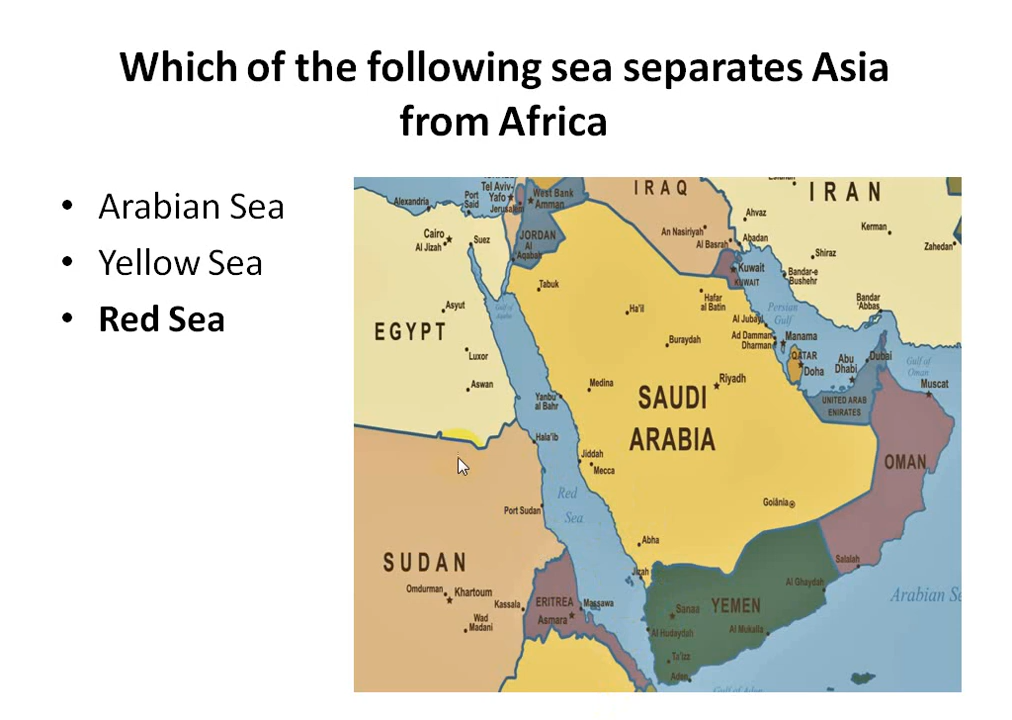 Which of the following sea separates Asia
from Africa
• Arabian Sea
• Yellow Sea
• Red Sea
IRAQ
IRAN
Alexandria
Port
Said
Tel Aviv-
Yafo
West Bank
Amman
Cairo
Al Jizah
Suez
JORDAN
Al
Aqabah
An Nasiriyah
Al Basrah
Ahvaz
Abadan
Kerman
Shiraz
Zahedan
Kuwait
KUWAIT
Bandar-e
Bushehr
Bandar
'Abbas
Tabuk
Gulf of
Aqaba
Ha'il
Hafar
al Batin
Persian
Gulf
Al Jubayl
Asyut
EGYPT
Buraydah
Ad Dammam
Dharman
Manama
QATAR
Doha
Abu
Dhabi
Dubai
Gulf of
Oman
Muscat
Luxor
Aswan
Medina
Riyadh
Yanbu'
al Bahr
SAUDI
ARABIA
UNITED ARAB
EMIRATES
Hala'ib
Jiddah
Mecca
OMAN
Red
Sea
Goiânia
Port Sudan
Abha
SUDAN
Salalah
Omdurman
Khartoum
Kassala
ERITREA
Asmara
Massawa
Sanaa
YEMEN
Al Ghaydah
Arabian Se
Wad
Madani
Al Hudaydah
Al Mukalla
Ta'izz
Aden